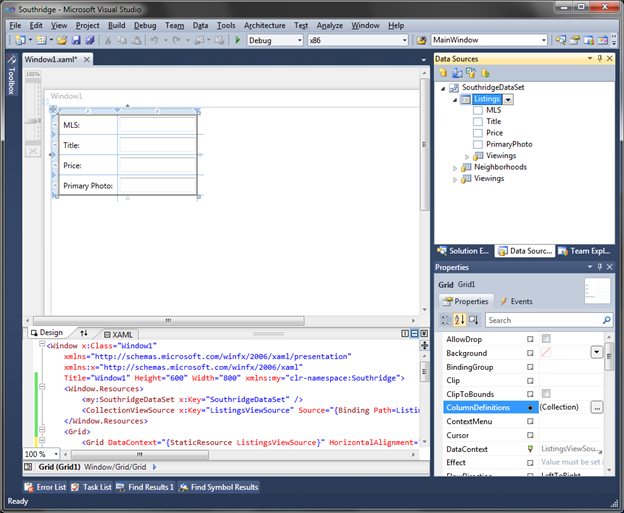 Southridge - Microsoft Visual Studio
File Edit View Project Build Debug Team Data Tools Architecture Test Analyze Window Help
Debug x86 MainWindow
Toolbox
Window1.xaml*
100%
Window1
MLS:
Title:
Price:
Primary Photo:
Design XAML
<Window x:Class="Window1"
xmlns="http://schemas.microsoft.com/winfx/2006/xaml/presentation"
xmlns:x="http://schemas.microsoft.com/winfx/2006/xaml"
Title="Window1" Height="600" Width="800" xmlns:my="clr-namespace:Southridge">
<Window.Resources>
<my:SouthridgeDataSet x:Key="SouthridgeDataSet" />
<CollectionViewSource x:Key="ListingsViewSource" Source="{Binding Path=Listin
</Window.Resources>
<Grid>
<Grid DataContext="{StaticResource ListingsViewSource}" HorizontalAlignment=
100 %
Grid (Grid1) Window/Grid/Grid
Data Sources
SouthridgeDataSet
Listings
MLS
Title
Price
PrimaryPhoto
Viewings
Neighborhoods
Viewings
Solution E... Data Sourc... Team Expl...
Properties
Grid Grid1
Properties Events
Search
AllowDrop
Background
BindingGroup
Clip
ClipToBounds
ColumnDefinitions (Collection) ...
ContextMenu
Cursor
DataContext ListingsViewSou...
Effect Value must be set i
FlowDirection LeftToRight
Error List Task List Find Results 1 Find Symbol Results
Ready